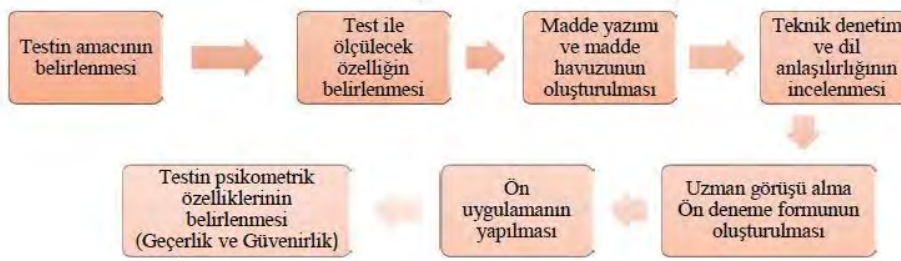 Testin amacının
belirlenmesi
Test ile
ölçülecek
özelliğin
belirlenmesi
Madde yazımı
ve madde
havuzunun
oluşturulması
Teknik denetim
ve dil
anlaşılırlığının
incelenmesi
Uzman görüşü alma
Ön deneme formunun
oluşturulması
Ön
uygulamanın
yapılması
Testin psikometrik
özelliklerinin
belirlenmesi
(Geçerlik ve Güvenirlik)